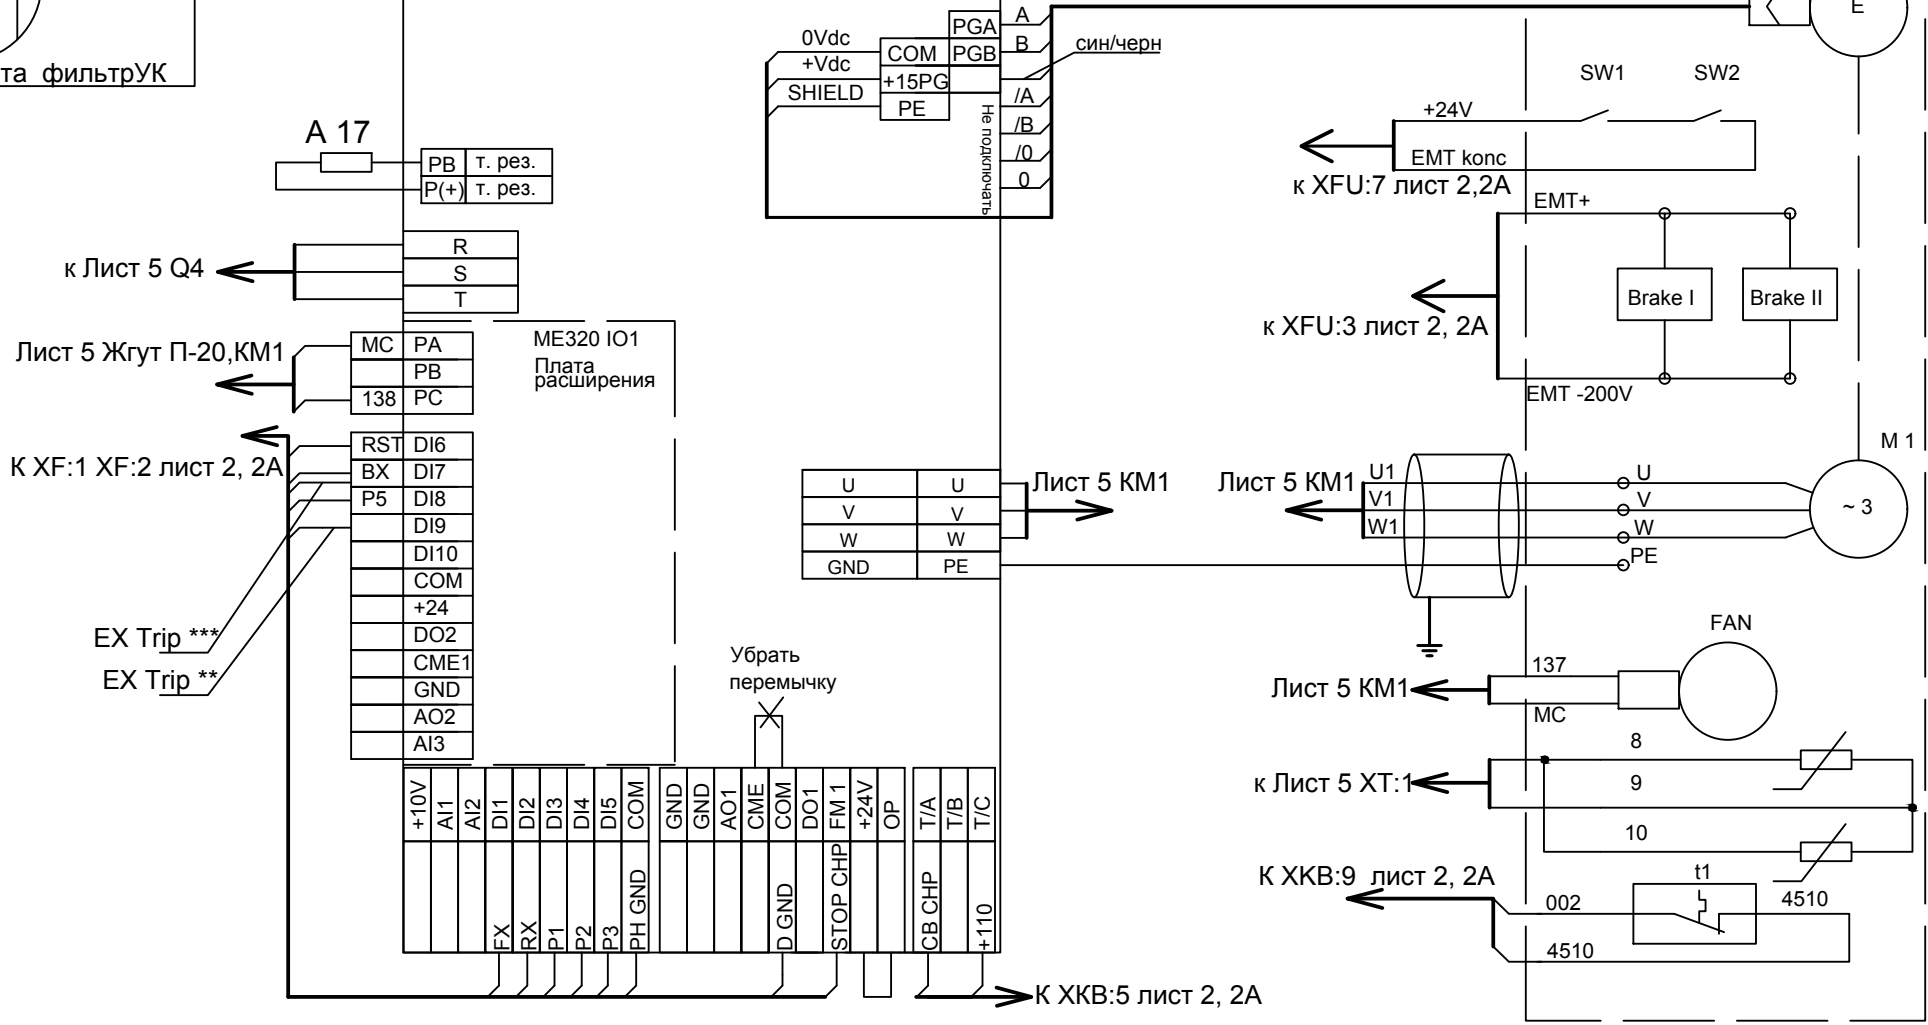 та фильтрУК
A 17
PB т. рез.
P(+) т. рез.
к Лист 5 Q4
R
S
T
Лист 5 Жгут П-20,КМ1
MC PA
PB
138 PC
ME320 IO1
Плата
расширения
К XF:1 XF:2 лист 2, 2А
RST DI6
BX DI7
P5 DI8
DI9
DI10
COM
+24
DO2
CME1
GND
AO2
AI3
EX Trip ***
EX Trip **
0Vdc
+Vdc
SHIELD
PGA
COM PGB
+15PG
PE
A
B
син/черн
/A
/B
/0
0
Не подключать
U U
V V
W W
GND PE
Лист 5 КМ1
Убрать
перемычку
+10V
AI1
AI2
DI1
DI2
DI3
DI4
DI5
COM
GND
GND
AO1
CME
COM
DO1
FM 1
+24V
OP
T/A
T/B
T/C
FX
RX
P1
P2
P3
PH GND
D GND
STOP CHP
CB CHP
+110
К ХКВ:5 лист 2, 2А
E
SW1 SW2
+24V
EMT konc
к XFU:7 лист 2,2А
EMT+
Brake I Brake II
к XFU:3 лист 2, 2А
EMT -200V
M 1
Лист 5 КМ1
U1
V1
W1
U
V
W
PE
~ 3
FAN
137
Лист 5 КМ1
MC
8
к Лист 5 ХТ:1
9
10
К ХКВ:9 лист 2, 2А
t1
002
4510
4510